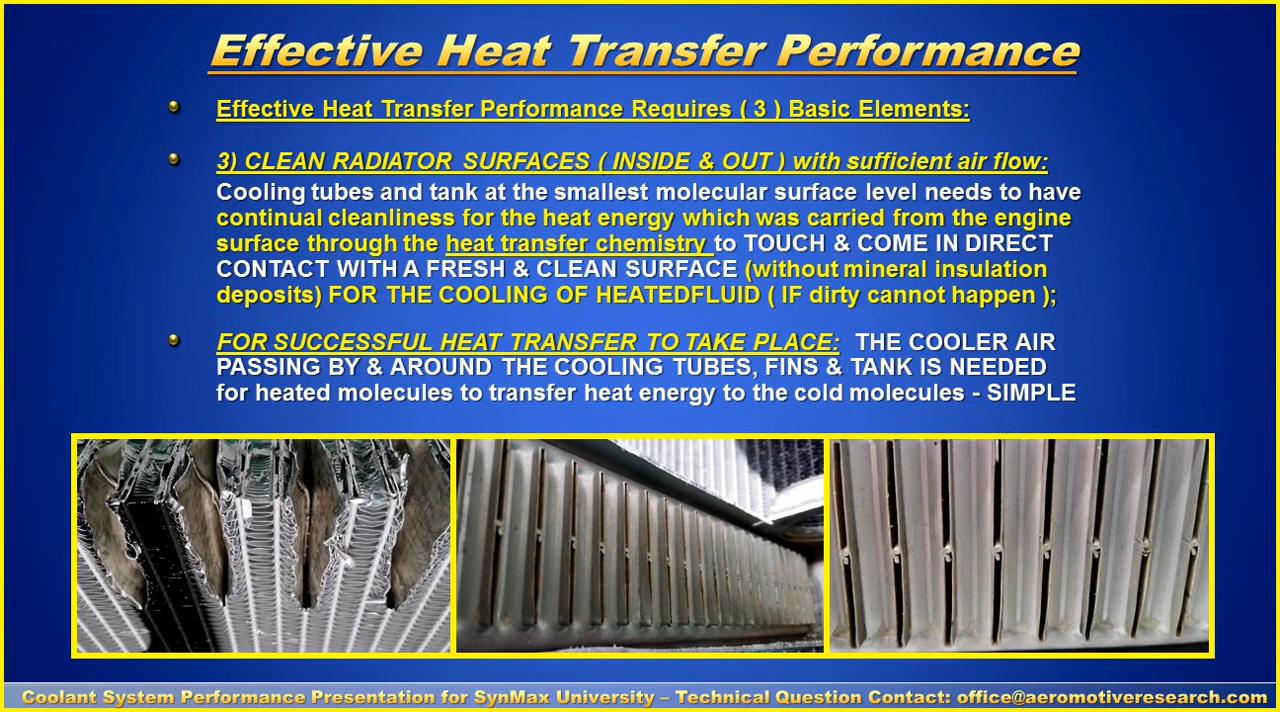 Effective Heat Transfer Performance
Effective Heat Transfer Performance Requires ( 3 ) Basic Elements:
3) CLEAN RADIATOR SURFACES ( INSIDE & OUT ) with sufficient air flow:
Cooling tubes and tank at the smallest molecular surface level needs to have
continual cleanliness for the heat energy which was carried from the engine
surface through the heat transfer chemistry to TOUCH & COME IN DIRECT
CONTACT WITH A FRESH & CLEAN SURFACE (without mineral insulation
deposits) FOR THE COOLING OF HEATEDFLUID ( IF dirty cannot happen );
FOR SUCCESSFUL HEAT TRANSFER TO TAKE PLACE: THE COOLER AIR
PASSING BY & AROUND THE COOLING TUBES, FINS & TANK IS NEEDED
for heated molecules to transfer heat energy to the cold molecules - SIMPLE
Coolant System Performance Presentation for SynMax University – Technical Question Contact: office@aeromotiveresearch.com